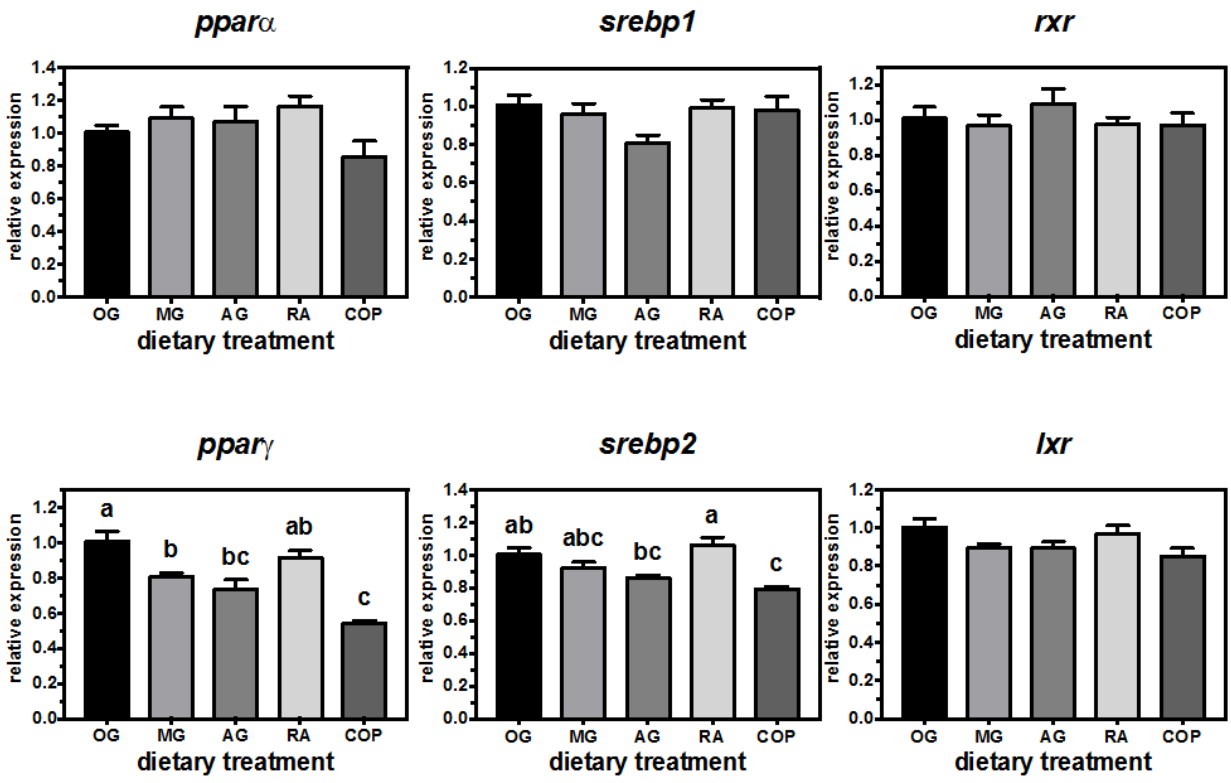 pparα
relative expression
1.4
1.2
1.0
0.8
0.6
0.4
0.2
0.0
OG MG AG RA COP
dietary treatment
srebp1
relative expression
1.2
1.0
0.8
0.6
0.4
0.2
0.0
OG MG AG RA COP
dietary treatment
rxr
relative expression
1.2
1.0
0.8
0.6
0.4
0.2
0.0
OG MG AG RA COP
dietary treatment
pparγ
relative expression
1.2
1.0
0.8
0.6
0.4
0.2
0.0
a b bc ab c
OG MG AG RA COP
dietary treatment
srebp2
relative expression
1.4
1.2
1.0
0.8
0.6
0.4
0.2
0.0
ab abc bc a c
OG MG AG RA COP
dietary treatment
lxr
relative expression
1.2
1.0
0.8
0.6
0.4
0.2
0.0
OG MG AG RA COP
dietary treatment